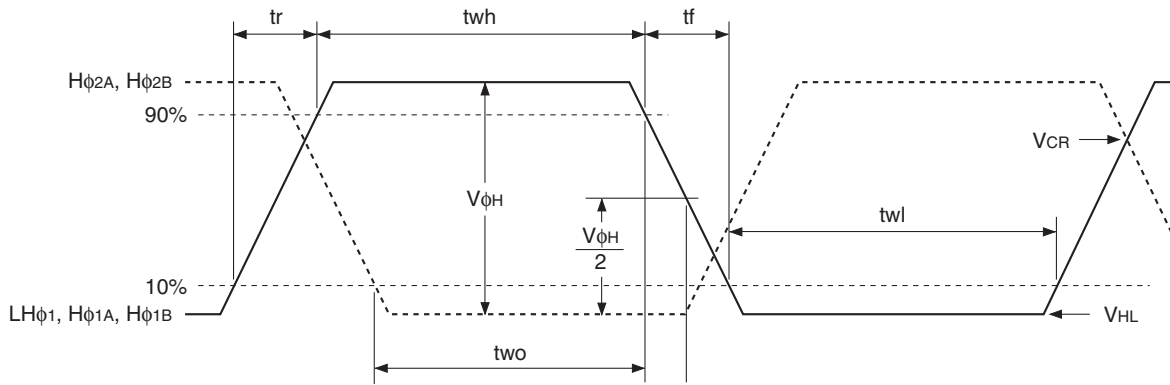 tr
twh
tf
Hϕ2A, Hϕ2B
90%
VCR
VϕH
twl
VϕH
2
10%
LHϕ1, Hϕ1A, Hϕ1B
VHL
two